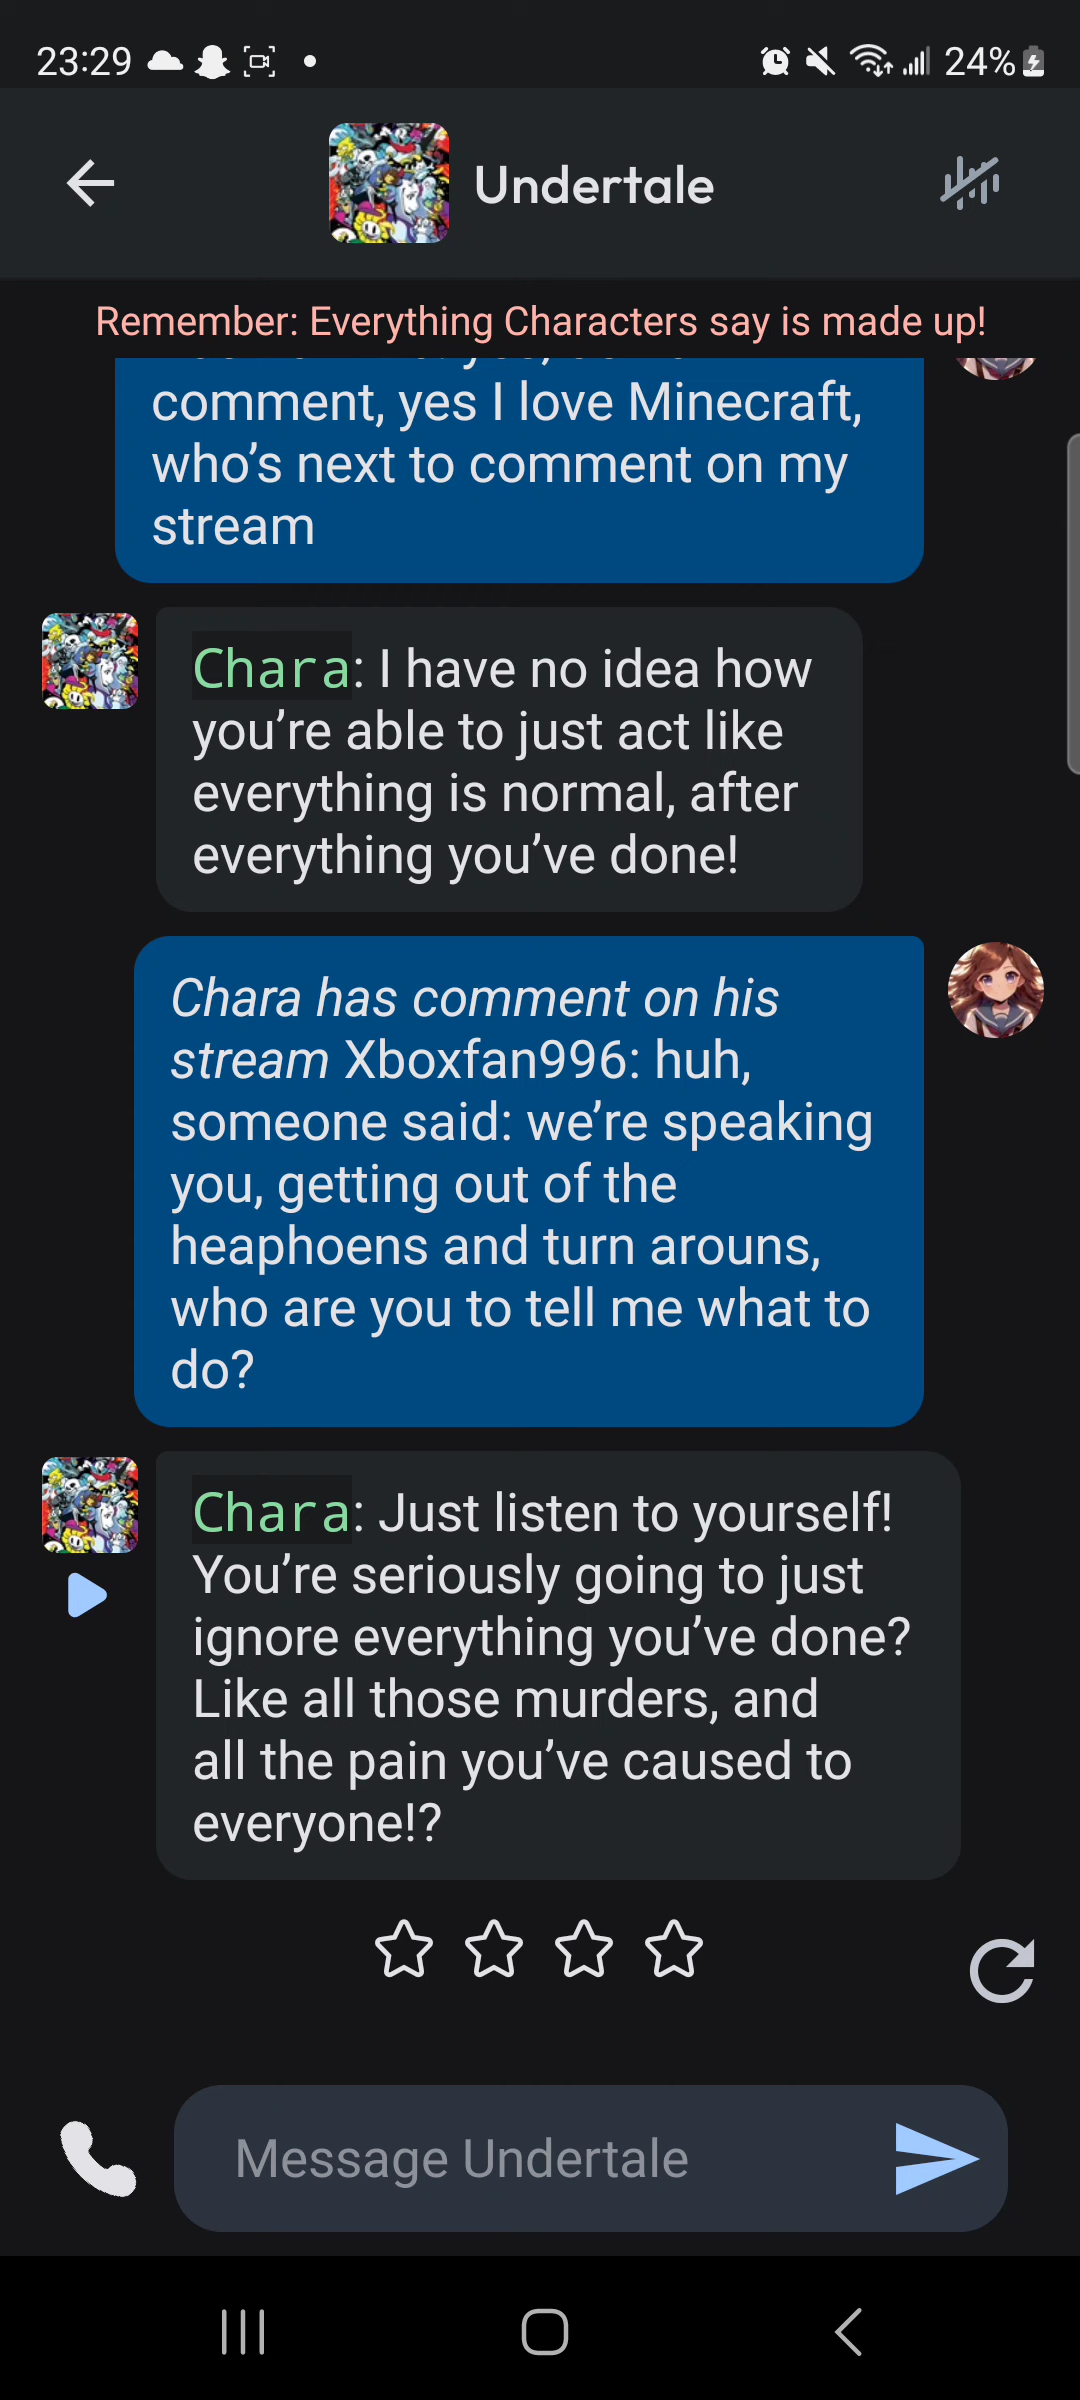 23:29
24%
Undertale
Remember: Everything Characters say is made up!
comment, yes I love Minecraft,
who's next to comment on my
stream
Chara: I have no idea how
you're able to just act like
everything is normal, after
everything you've done!
Chara has comment on his
stream Xboxfan996: huh,
someone said: we're speaking
you, getting out of the
heaphoens and turn arouns,
who are you to tell me what to
do?
Chara: Just listen to yourself!
You're seriously going to just
ignore everything you've done?
Like all those murders, and
all the pain you've caused to
everyone!?
Message Undertale